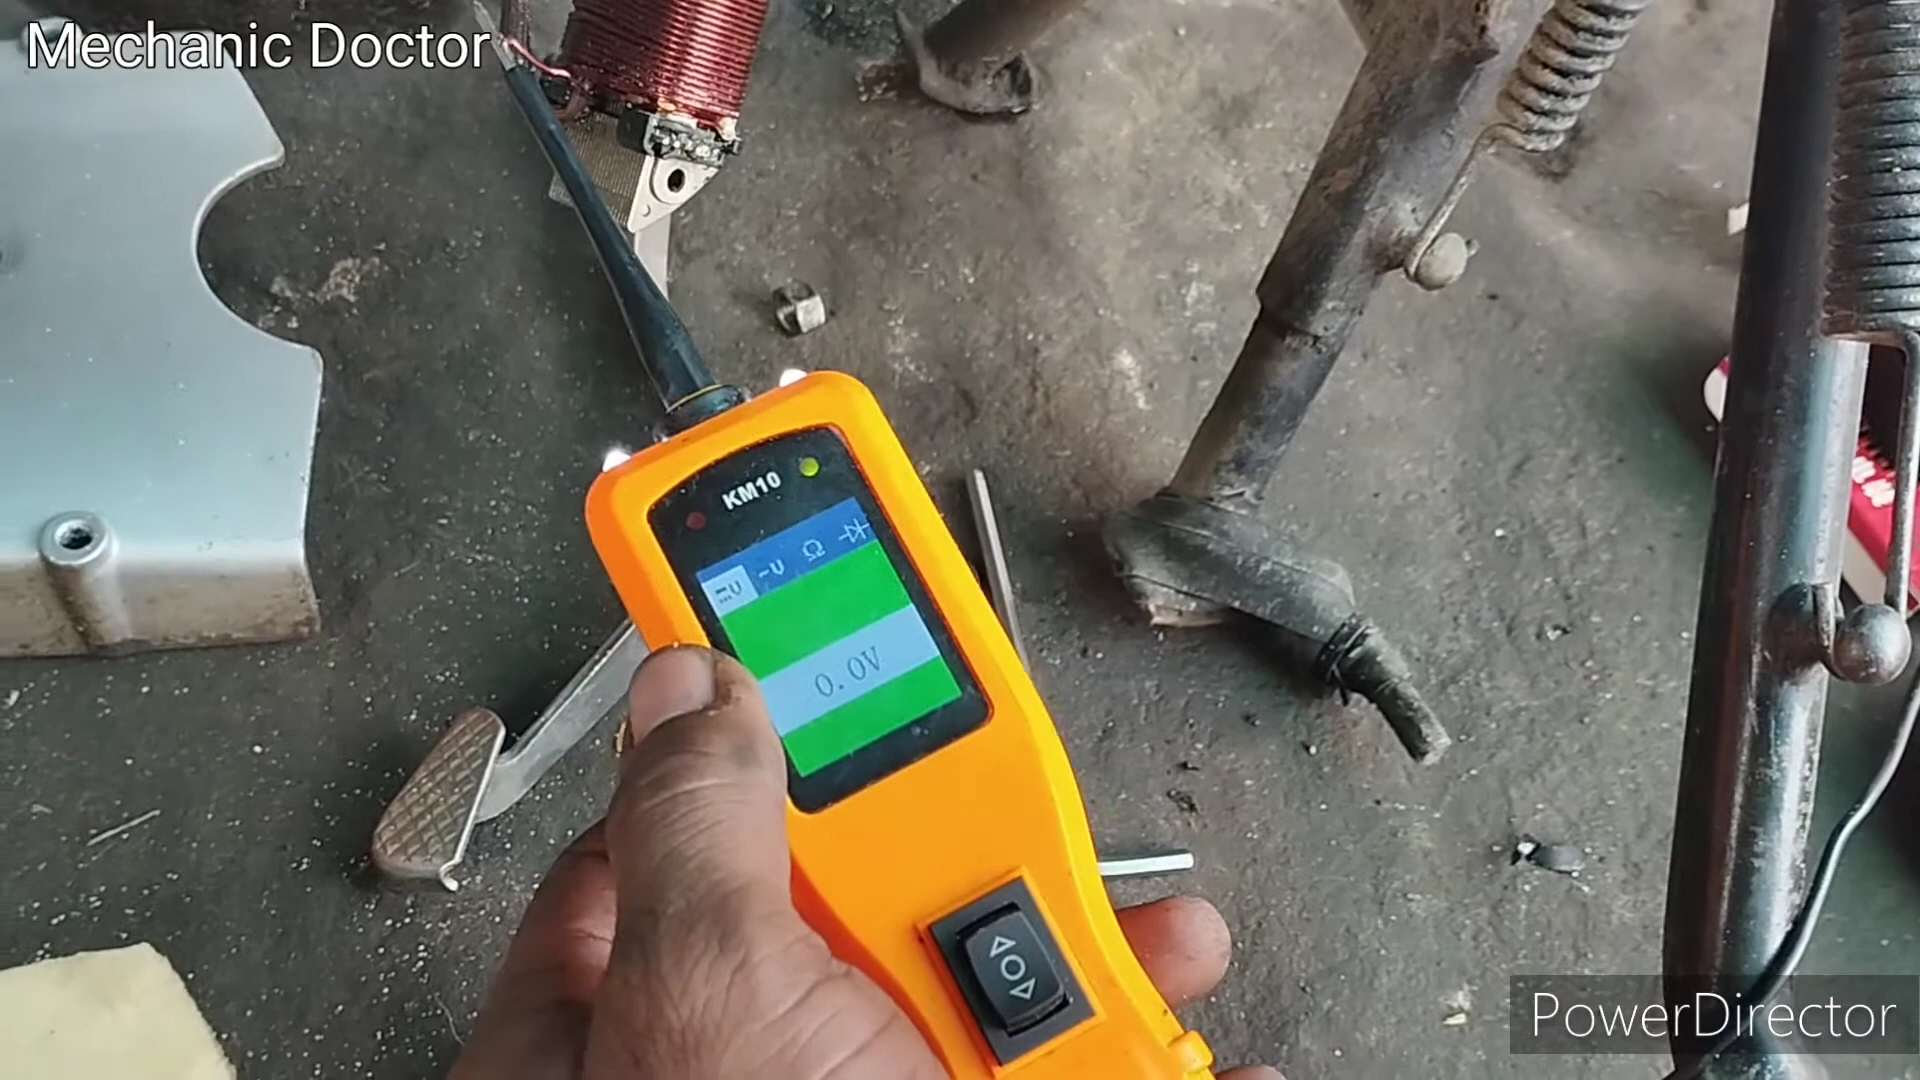 Mechanic Doctor
KM10
V ~V Ω
0.0V
PowerDirector